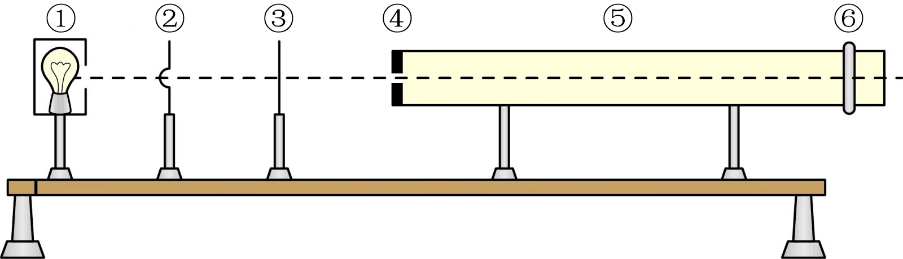 ① ② ③ ④ ⑤ ⑥